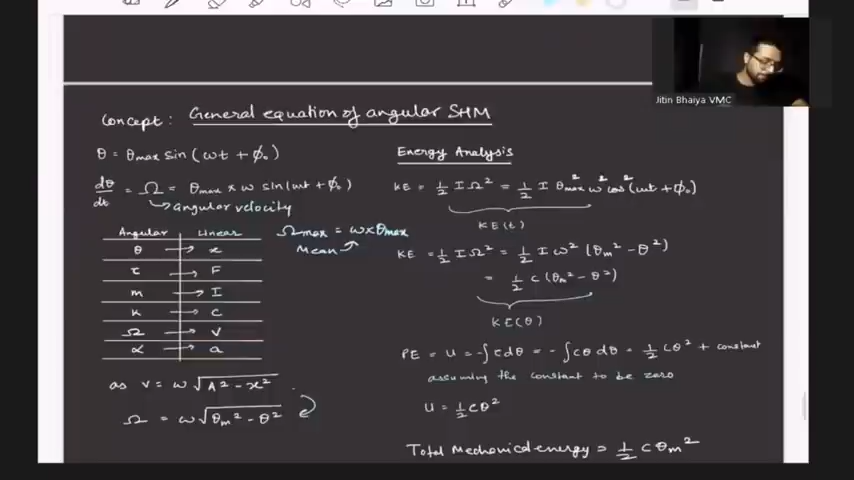 Jitin Bhaiya VMC
Concept: General equation of angular SHM
θ = θmax sin (ωt + ϕ₀)
dθ/dt = Ω = θmax × ω sin(ωt + ϕ₀)
angular velocity
Ωmax = ω×θmax
Mean
Angular Linear
θ → x
τ → F
m → I
k → C
Ω → v
α → a
as v = ω √(A² - x²)
Ω = ω √(θm² - θ²)
Energy Analysis
KE = 1/2 I Ω² = 1/2 I θ²max ω² cos² (ωt + ϕ₀)
KE(t)
KE = 1/2 I Ω² = 1/2 I ω² (θm² - θ²)
= 1/2 C (θm² - θ²)
KE(θ)
PE = U = -∫τdθ = -∫cθ dθ = 1/2 Cθ² + constant
assuming the constant to be zero
U = 1/2 Cθ²
Total Mechanical energy = 1/2 C θm²